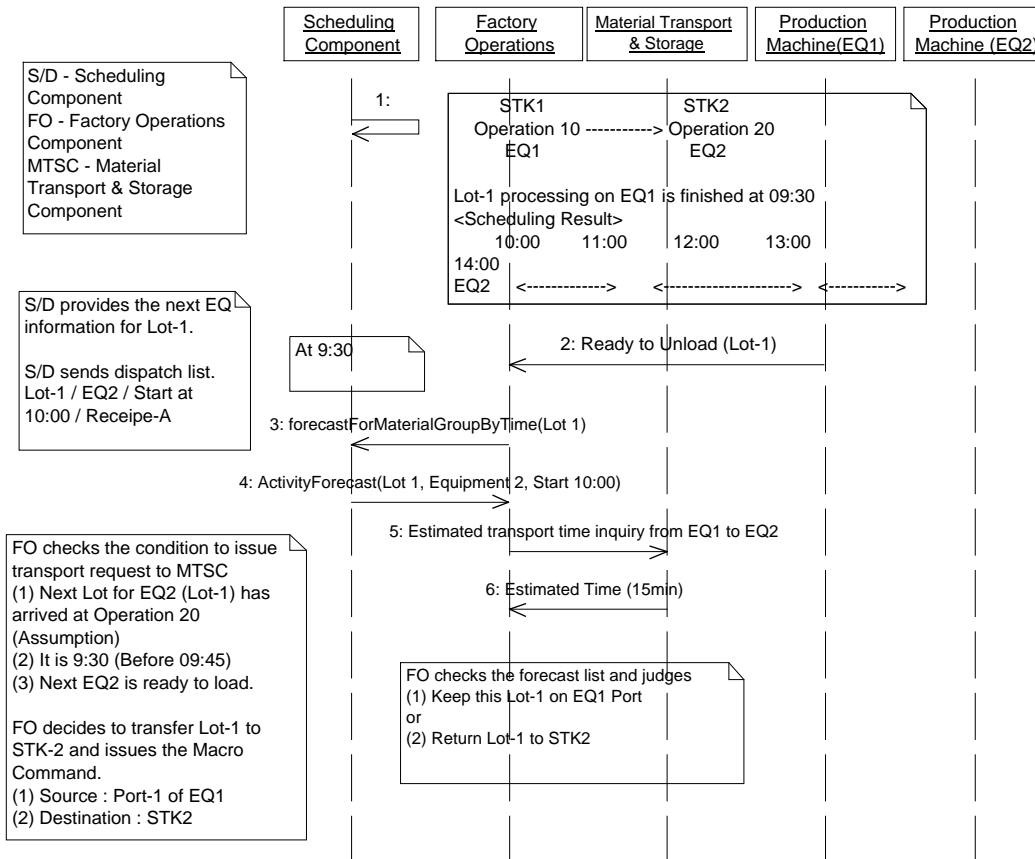 Scheduling
Component
Factory
Operations
Material Transport
& Storage
Production
Machine(EQ1)
Production
Machine (EQ2)
S/D - Scheduling
Component
FO - Factory Operations
Component
MTSC - Material
Transport & Storage
Component
1:
STK1 STK2
Operation 10 -----------> Operation 20
EQ1 EQ2
Lot-1 processing on EQ1 is finished at 09:30
<Scheduling Result>
10:00 11:00 12:00 13:00
14:00
EQ2 <------------> <--------------------> <----------->
S/D provides the next EQ
information for Lot-1.
S/D sends dispatch list.
Lot-1 / EQ2 / Start at
10:00 / Receipe-A
At 9:30
2: Ready to Unload (Lot-1)
3: forecastForMaterialGroupByTime(Lot 1)
4: ActivityForecast(Lot 1, Equipment 2, Start 10:00)
5: Estimated transport time inquiry from EQ1 to EQ2
6: Estimated Time (15min)
FO checks the condition to issue
transport request to MTSC
(1) Next Lot for EQ2 (Lot-1) has
arrived at Operation 20
(Assumption)
(2) It is 9:30 (Before 09:45)
(3) Next EQ2 is ready to load.
FO decides to transfer Lot-1 to
STK-2 and issues the Macro
Command.
(1) Source : Port-1 of EQ1
(2) Destination : STK2
FO checks the forecast list and judges
(1) Keep this Lot-1 on EQ1 Port
or
(2) Return Lot-1 to STK2